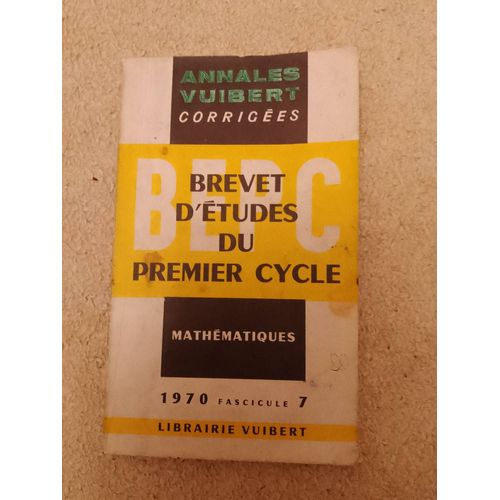 ANNALES
VUIBERT
CORRIGÉES
BEPC
BREVET
D'ÉTUDES
DU
PREMIER CYCLE
MATHÉMATIQUES
1970 FASCICULE 7
LIBRAIRIE VUIBERT